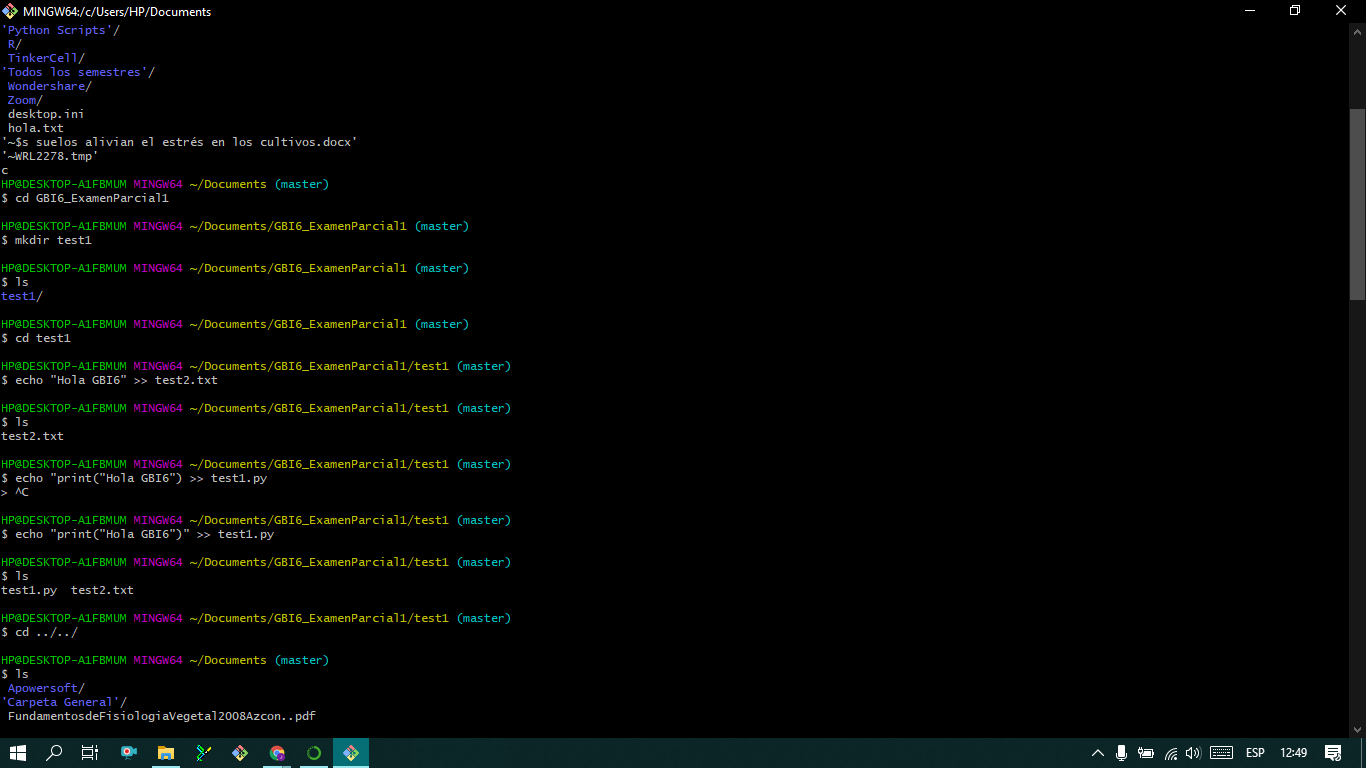 MINGW64:/c/Users/HP/Documents
'Python Scripts'/
R/
TinkerCell/
'Todos los semestres'/
Wondershare/
Zoom/
desktop.ini
hola.txt
'~$s suelos alivian el estrés en los cultivos.docx'
'~WRL2278.tmp'
c
HP@DESKTOP-A1FBMUM MINGW64 ~/Documents (master)
$ cd GBI6_ExamenParcial1
HP@DESKTOP-A1FBMUM MINGW64 ~/Documents/GBI6_ExamenParcial1 (master)
$ mkdir test1
HP@DESKTOP-A1FBMUM MINGW64 ~/Documents/GBI6_ExamenParcial1 (master)
$ ls
test1/
HP@DESKTOP-A1FBMUM MINGW64 ~/Documents/GBI6_ExamenParcial1 (master)
$ cd test1
HP@DESKTOP-A1FBMUM MINGW64 ~/Documents/GBI6_ExamenParcial1/test1 (master)
$ echo "Hola GBI6" >> test2.txt
HP@DESKTOP-A1FBMUM MINGW64 ~/Documents/GBI6_ExamenParcial1/test1 (master)
$ ls
test2.txt
HP@DESKTOP-A1FBMUM MINGW64 ~/Documents/GBI6_ExamenParcial1/test1 (master)
$ echo "print("Hola GBI6") >> test1.py
> ^C
HP@DESKTOP-A1FBMUM MINGW64 ~/Documents/GBI6_ExamenParcial1/test1 (master)
$ echo "print("Hola GBI6")" >> test1.py
HP@DESKTOP-A1FBMUM MINGW64 ~/Documents/GBI6_ExamenParcial1/test1 (master)
$ ls
test1.py  test2.txt
HP@DESKTOP-A1FBMUM MINGW64 ~/Documents/GBI6_ExamenParcial1/test1 (master)
$ cd ../../
HP@DESKTOP-A1FBMUM MINGW64 ~/Documents (master)
$ ls
Apowersoft/
'Carpeta General'/
FundamentosdeFisiologiaVegetal2008Azcon..pdf
ESP
12:49